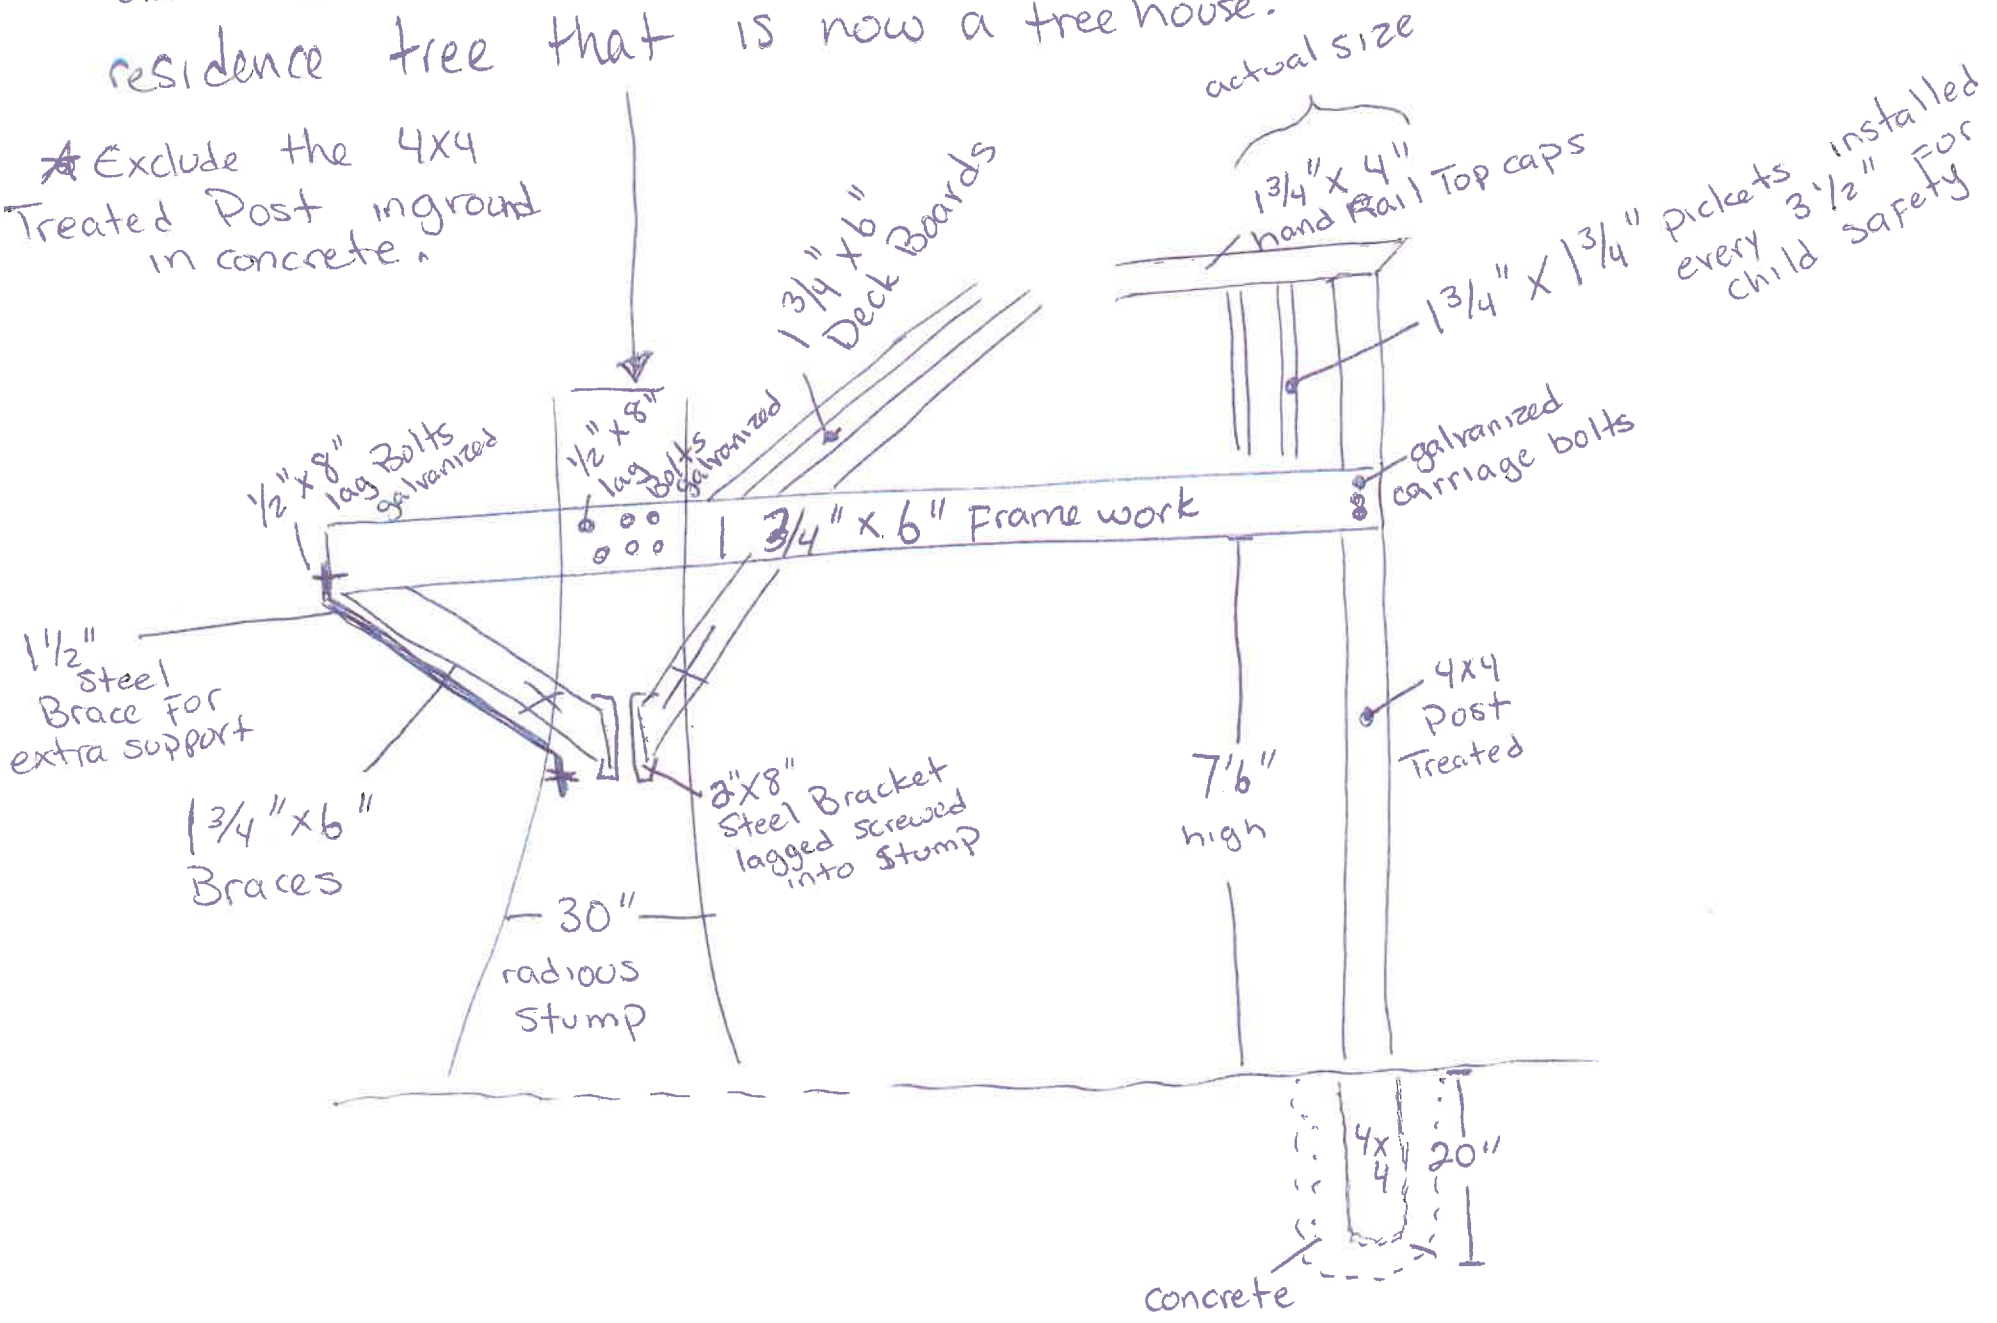 residence tree that is now a tree house.
actual size
* Exclude the 4x4
Treated Post inground
in concrete.
1 3/4" x 6"
Deck Boards
1 3/4" x 4"
hand Rail Top caps
1 3/4" x 1 3/4" pickets installed
every 3 1/2" For
child safety
1/2" x 8"
lag Bolts
galvanized
1/2" x 8"
lag Bolts
galvanized
galvanized
carriage bolts
1 3/4" x 6" Frame work
1 1/2"
Steel
Brace For
extra support
1 3/4" x 6"
Braces
2"x8"
Steel Bracket
lagged screwed
into Stump
7'6"
high
4x4
Post
Treated
30"
radious
Stump
4x
4
20"
concrete